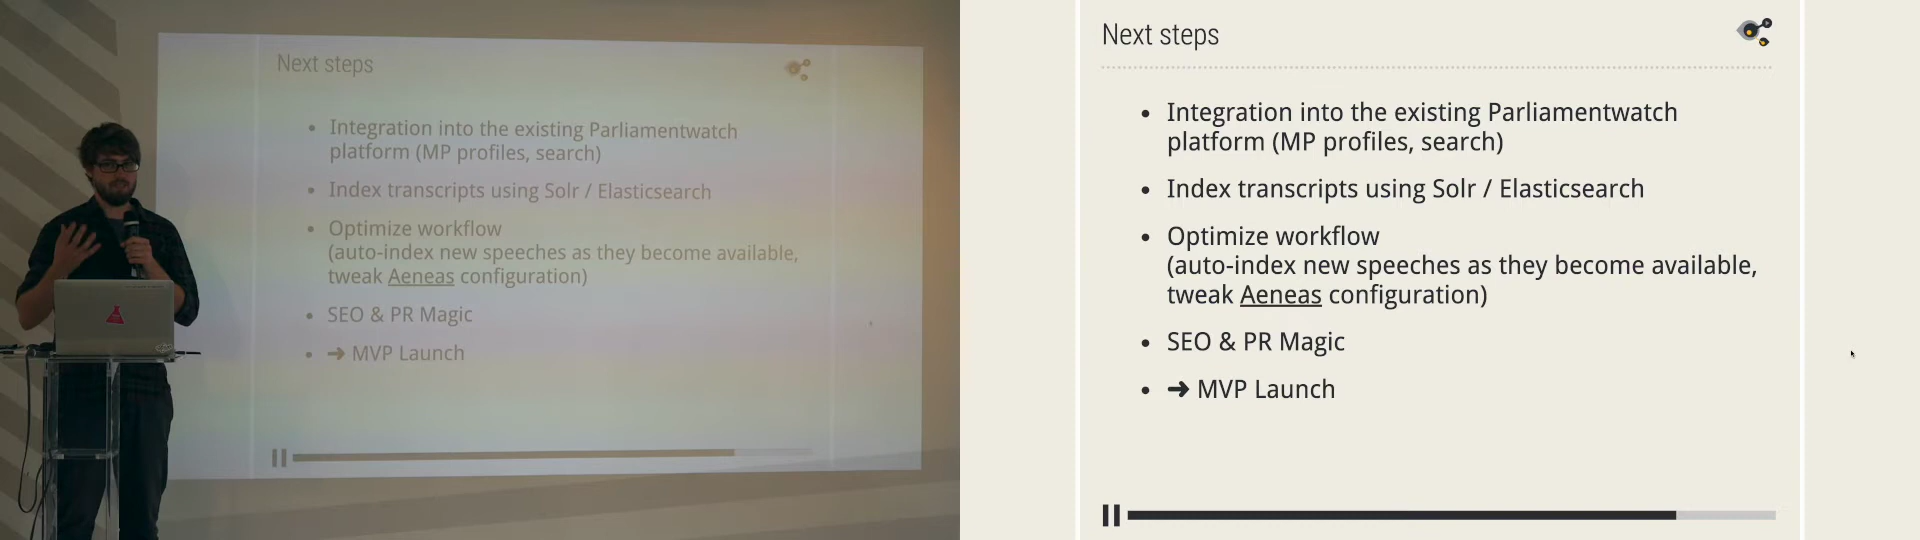 Next steps
Integration into the existing Parliamentwatch
platform (MP profiles, search)
Index transcripts using Solr / Elasticsearch
Optimize workflow
(auto-index new speeches as they become available,
tweak Aeneas configuration)
SEO & PR Magic
➜ MVP Launch
Next steps
Integration into the existing Parliamentwatch
platform (MP profiles, search)
Index transcripts using Solr / Elasticsearch
Optimize workflow
(auto-index new speeches as they become available,
tweak Aeneas configuration)
SEO & PR Magic
➜ MVP Launch